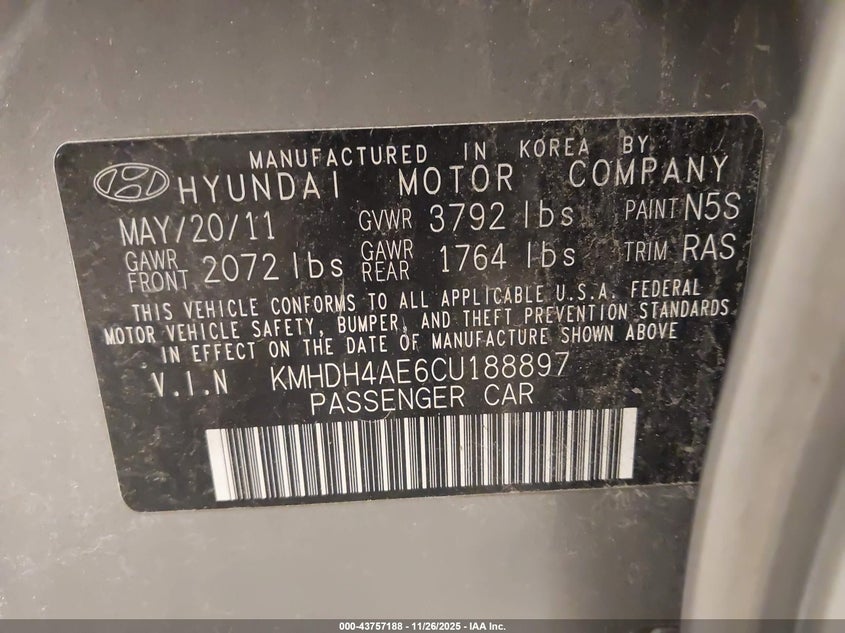 MANUFACTURED IN KOREA BY
HYUNDAI MOTOR COMPANY
MAY/20/11 GVWR 3792 lbs PAINT N5S
GAWR FRONT 2072 lbs GAWR REAR 1764 lbs TRIM RAS
THIS VEHICLE CONFORMS TO ALL APPLICABLE U.S.A. FEDERAL
MOTOR VEHICLE SAFETY, BUMPER, AND THEFT PREVENTION STANDARDS
IN EFFECT ON THE DATE OF MANUFACTURE SHOWN ABOVE
V.I.N KMHDH4AE6CU188897
PASSENGER CAR
000-43757188 - 11/26/2025 - IAA Inc.